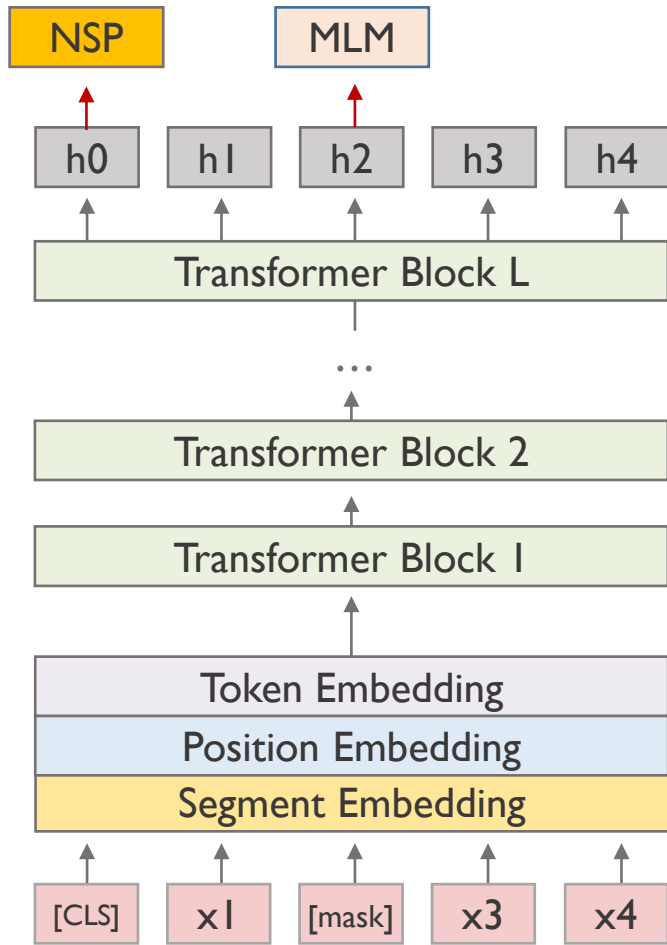 NSP MLM
h0 h1 h2 h3 h4
Transformer Block L
...
Transformer Block 2
Transformer Block 1
Token Embedding
Position Embedding
Segment Embedding
[CLS] x1 [mask] x3 x4